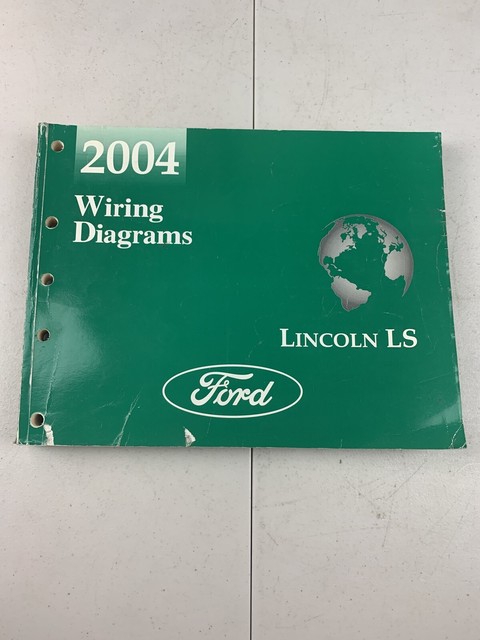 2004
Wiring
Diagrams
LINCOLN LS
Ford